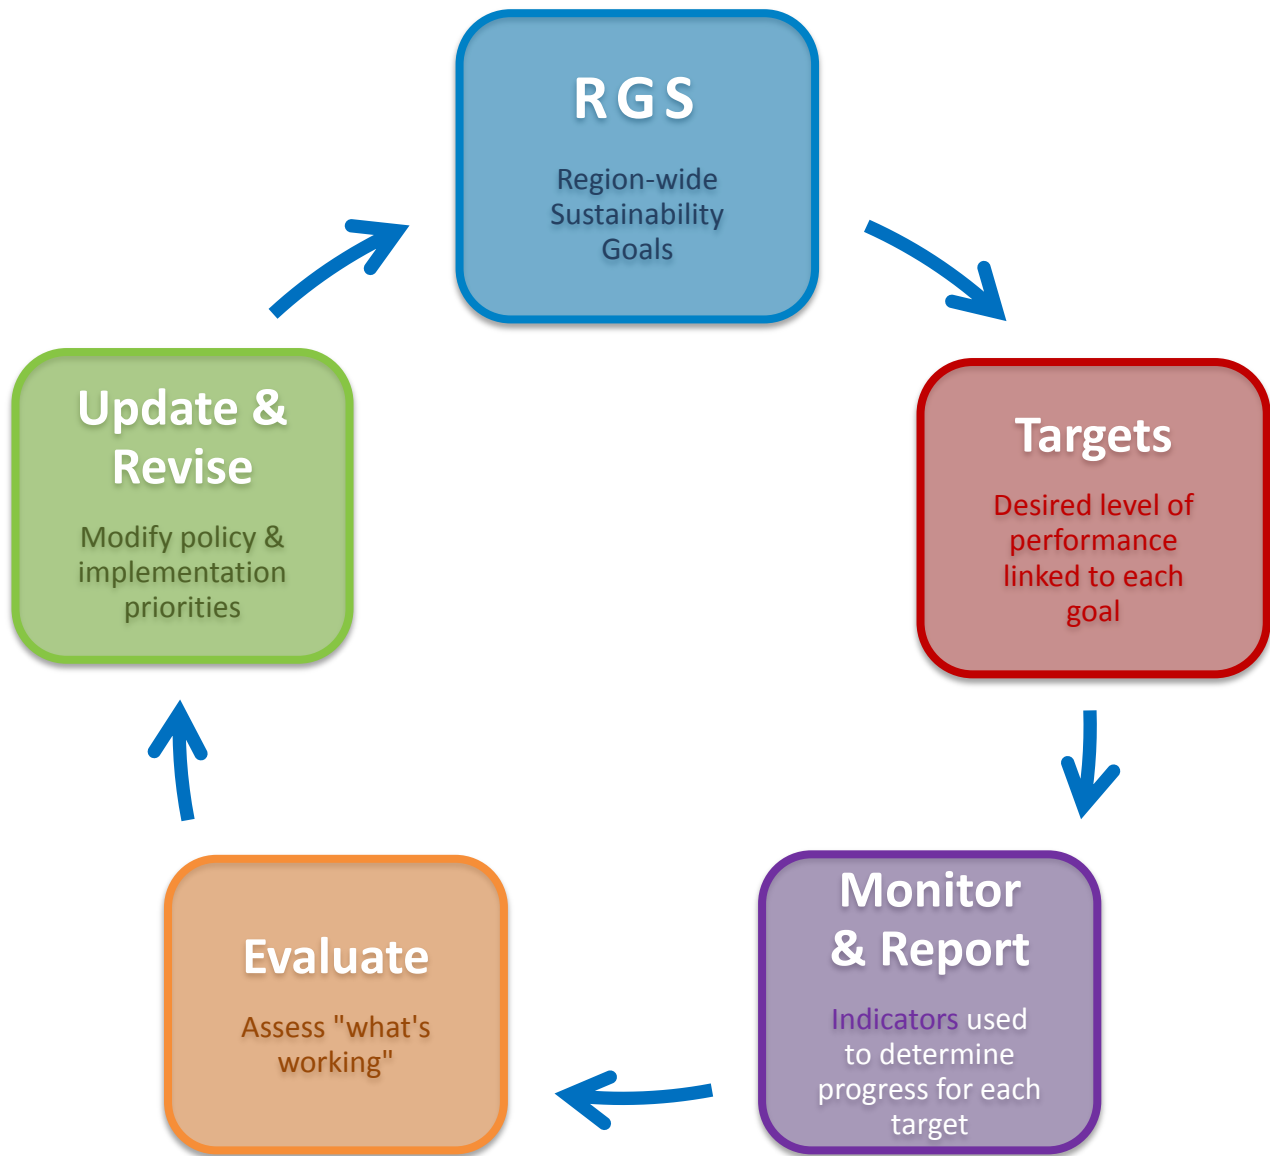 RGS
Region-wide
Sustainability
Goals
Targets
Desired level of
performance
linked to each
goal
Monitor
& Report
Indicators used
to determine
progress for each
target
Evaluate
Assess "what's
working"
Update &
Revise
Modify policy &
implementation
priorities